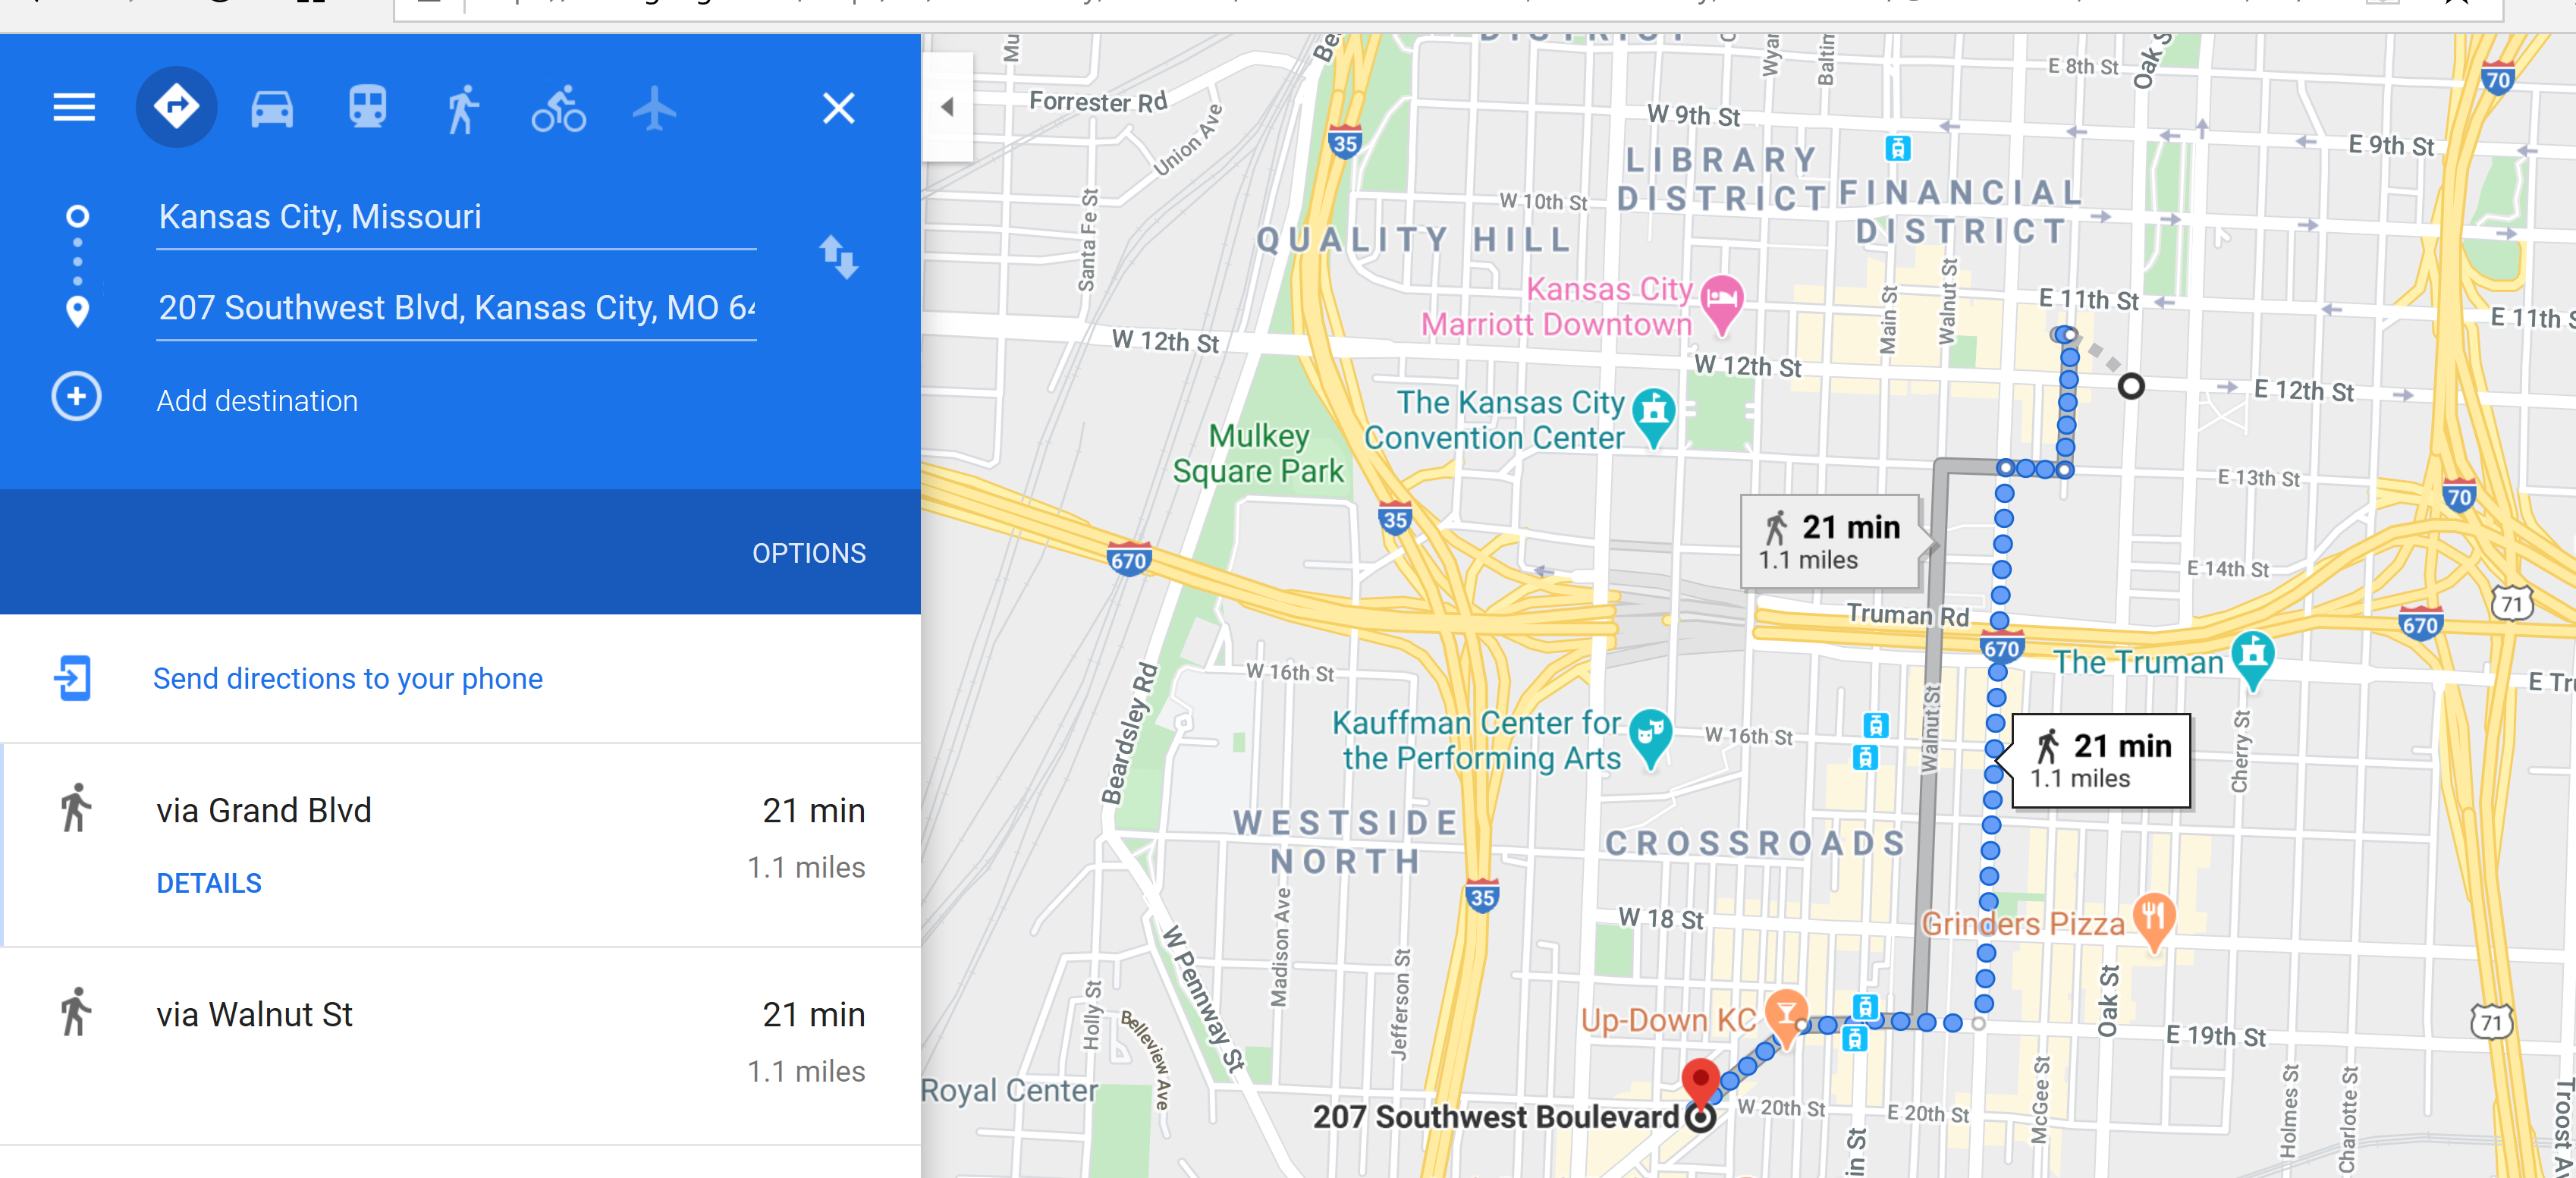 Kansas City, Missouri
207 Southwest Blvd, Kansas City, MO 64
Add destination
OPTIONS
Send directions to your phone
via Grand Blvd
21 min
1.1 miles
DETAILS
via Walnut St
21 min
1.1 miles
DISTRICT
Forrester Rd
Union Ave
Santa Fe St
35
W 9th St
E 8th St
Oak S
70
E 9th St
LIBRARY
DISTRICT
FINANCIAL
DISTRICT
W 10th St
QUALITY HILL
Kansas City
Marriott Downtown
Main St
Walnut St
E 11th St
E 11th S
W 12th St
W 12th St
E 12th St
The Kansas City
Convention Center
Mulkey
Square Park
E 13th St
70
35
21 min
1.1 miles
670
E 14th St
71
Truman Rd
670
670
The Truman
E Tru
W 16th St
Beardsley Rd
Kauffman Center for
the Performing Arts
W 16th St
Walnut St
21 min
1.1 miles
Cherry St
WESTSIDE
NORTH
CROSSROADS
35
W 18 St
Grinders Pizza
W Pennway St
Madison Ave
Jefferson St
Holly St
Belleview Ave
Up-Down KC
Oak St
E 19th St
71
Royal Center
207 Southwest Boulevard
W 20th St
E 20th St
in St
McGee St
Holmes St
Charlotte St
Troost Av